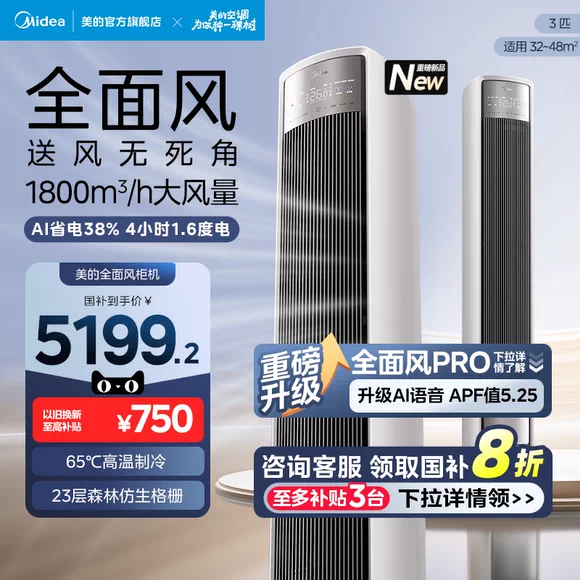 Midea 美的官方旗舰店 × 美的空调
为你种一棵树
3 匹
适用 32~48m²
重磅新品
New
全面风
送风无死角
1800m³/h大风量
AI省电38% 4小时1.6度电
美的全面风柜机
国补到手价￥
5199.2
以旧换新
至高补贴
¥750
65℃高温制冷
23层森林仿生格栅
重磅
升级
全面风PRO
下拉详
情了解
升级AI语音 APF值5.25
咨询客服 领取国补8折
至多补贴3台 下拉详情领>>